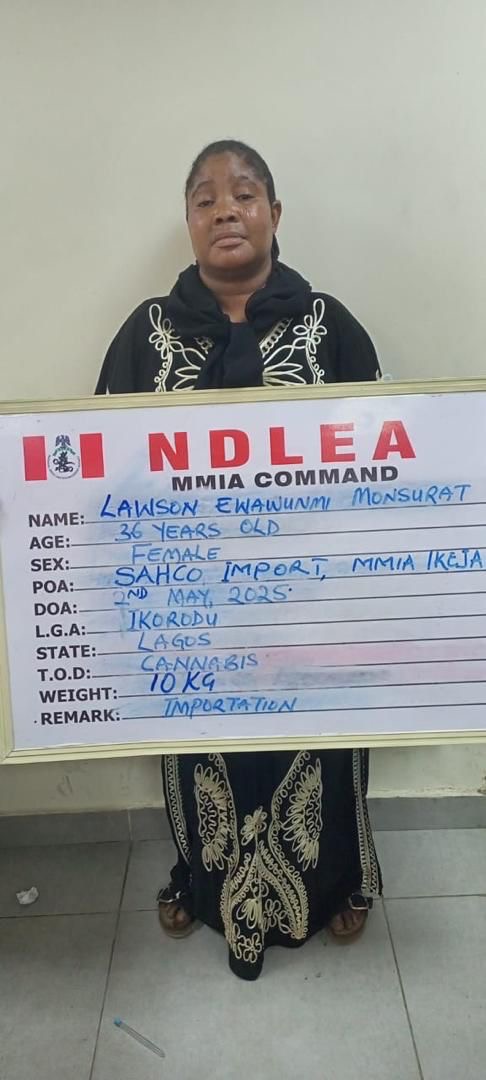 NDLEA
MMIA COMMAND
NAME: LAWSON EWAWUNMI MONSURAT
AGE: 36 YEARS OLD
SEX: FEMALE
POA: SAHCO IMPORT, MMIA IKEJA
DOA: 2ND MAY, 2025.
L.G.A: IKORODU
STATE: LAGOS
T.O.D: CANNABIS
WEIGHT: 10 KG
REMARK: IMPORTATION